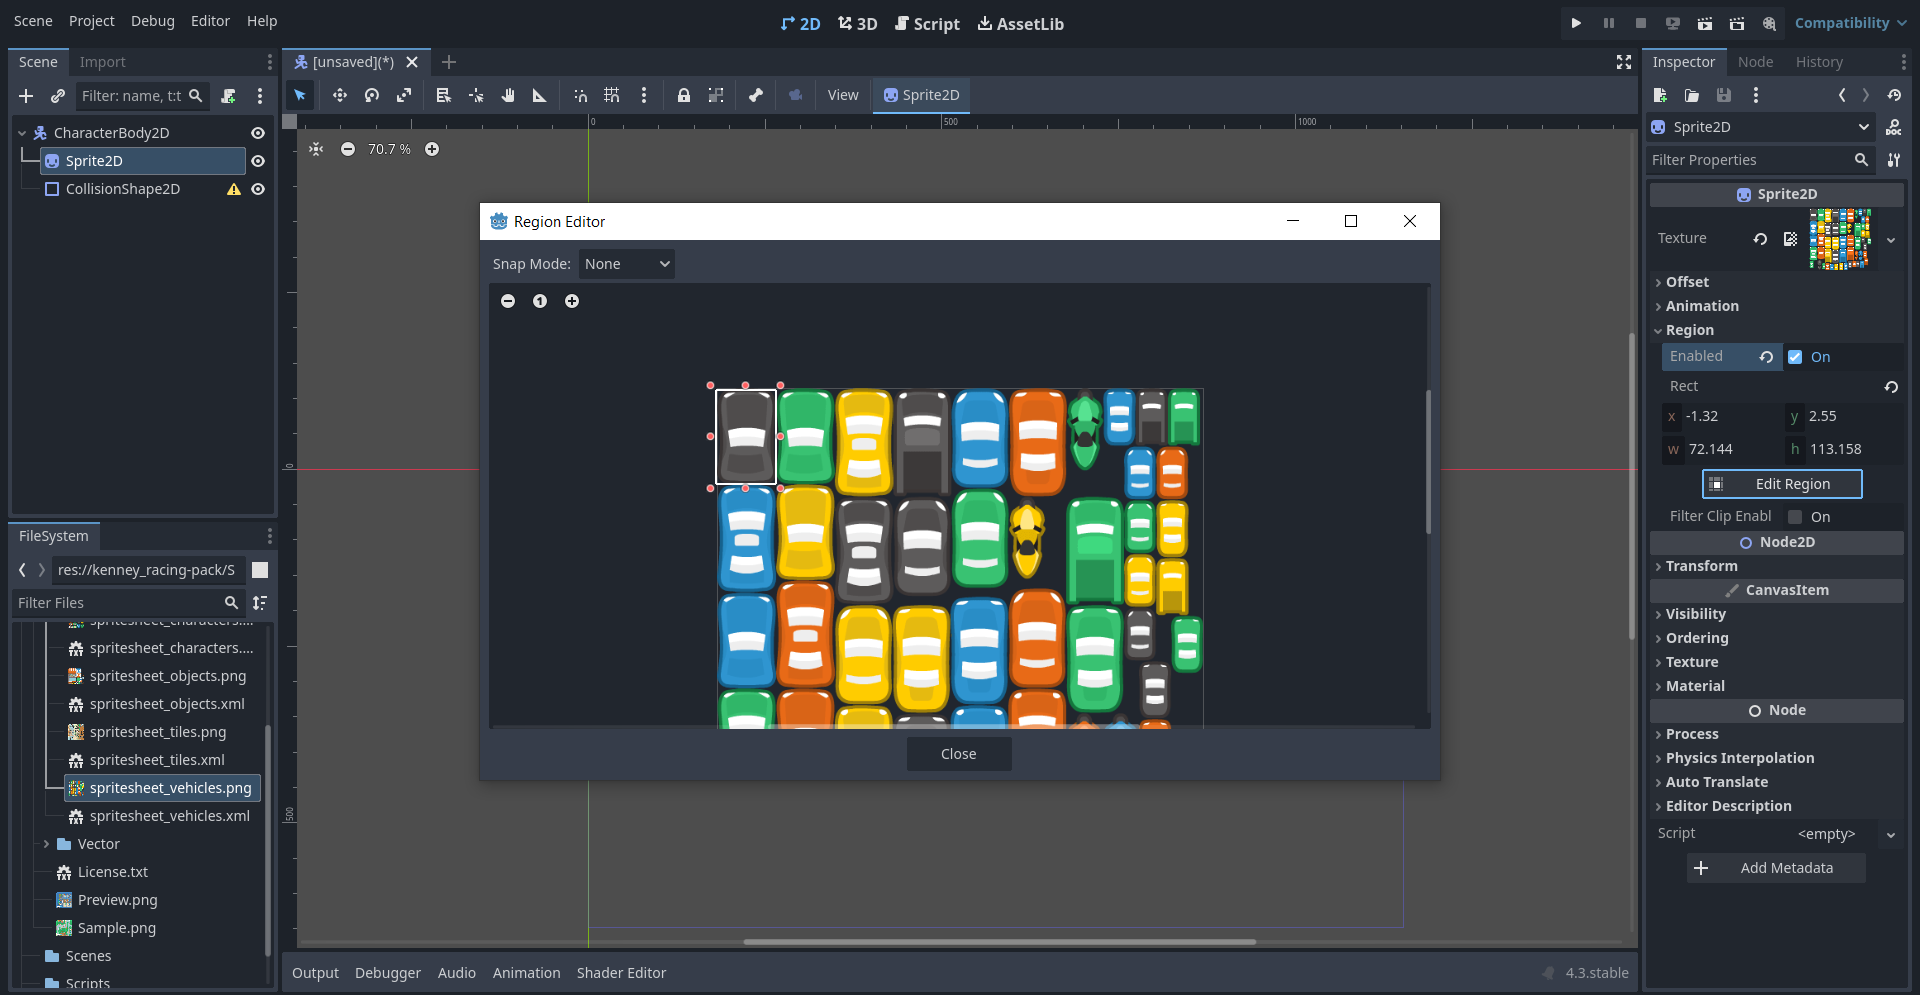 Scene Project Debug Editor Help
2D 3D Script AssetLib
Compatibility
Scene Import
Filter: name, t:t
CharacterBody2D
Sprite2D
CollisionShape2D
FileSystem
res://kenney_racing-pack/S
Filter Files
spritesheet_characters....
spritesheet_characters....
spritesheet_objects.png
spritesheet_objects.xml
spritesheet_tiles.png
spritesheet_tiles.xml
spritesheet_vehicles.png
spritesheet_vehicles.xml
Vector
License.txt
Preview.png
Sample.png
Scenes
Scripts
[unsaved](*)
View Sprite2D
0 500 1000
70.7 %
0
500
Region Editor
Snap Mode: None
1
Close
Output Debugger Audio Animation Shader Editor
4.3.stable
Inspector Node History
Sprite2D
DOC
Filter Properties
Sprite2D
Texture
Offset
Animation
Region
Enabled On
Rect
x -1.32 y 2.55
w 72.144 h 113.158
Edit Region
Filter Clip Enabl On
Node2D
Transform
CanvasItem
Visibility
Ordering
Texture
Material
Node
Process
Physics Interpolation
Auto Translate
Editor Description
Script <empty>
Add Metadata